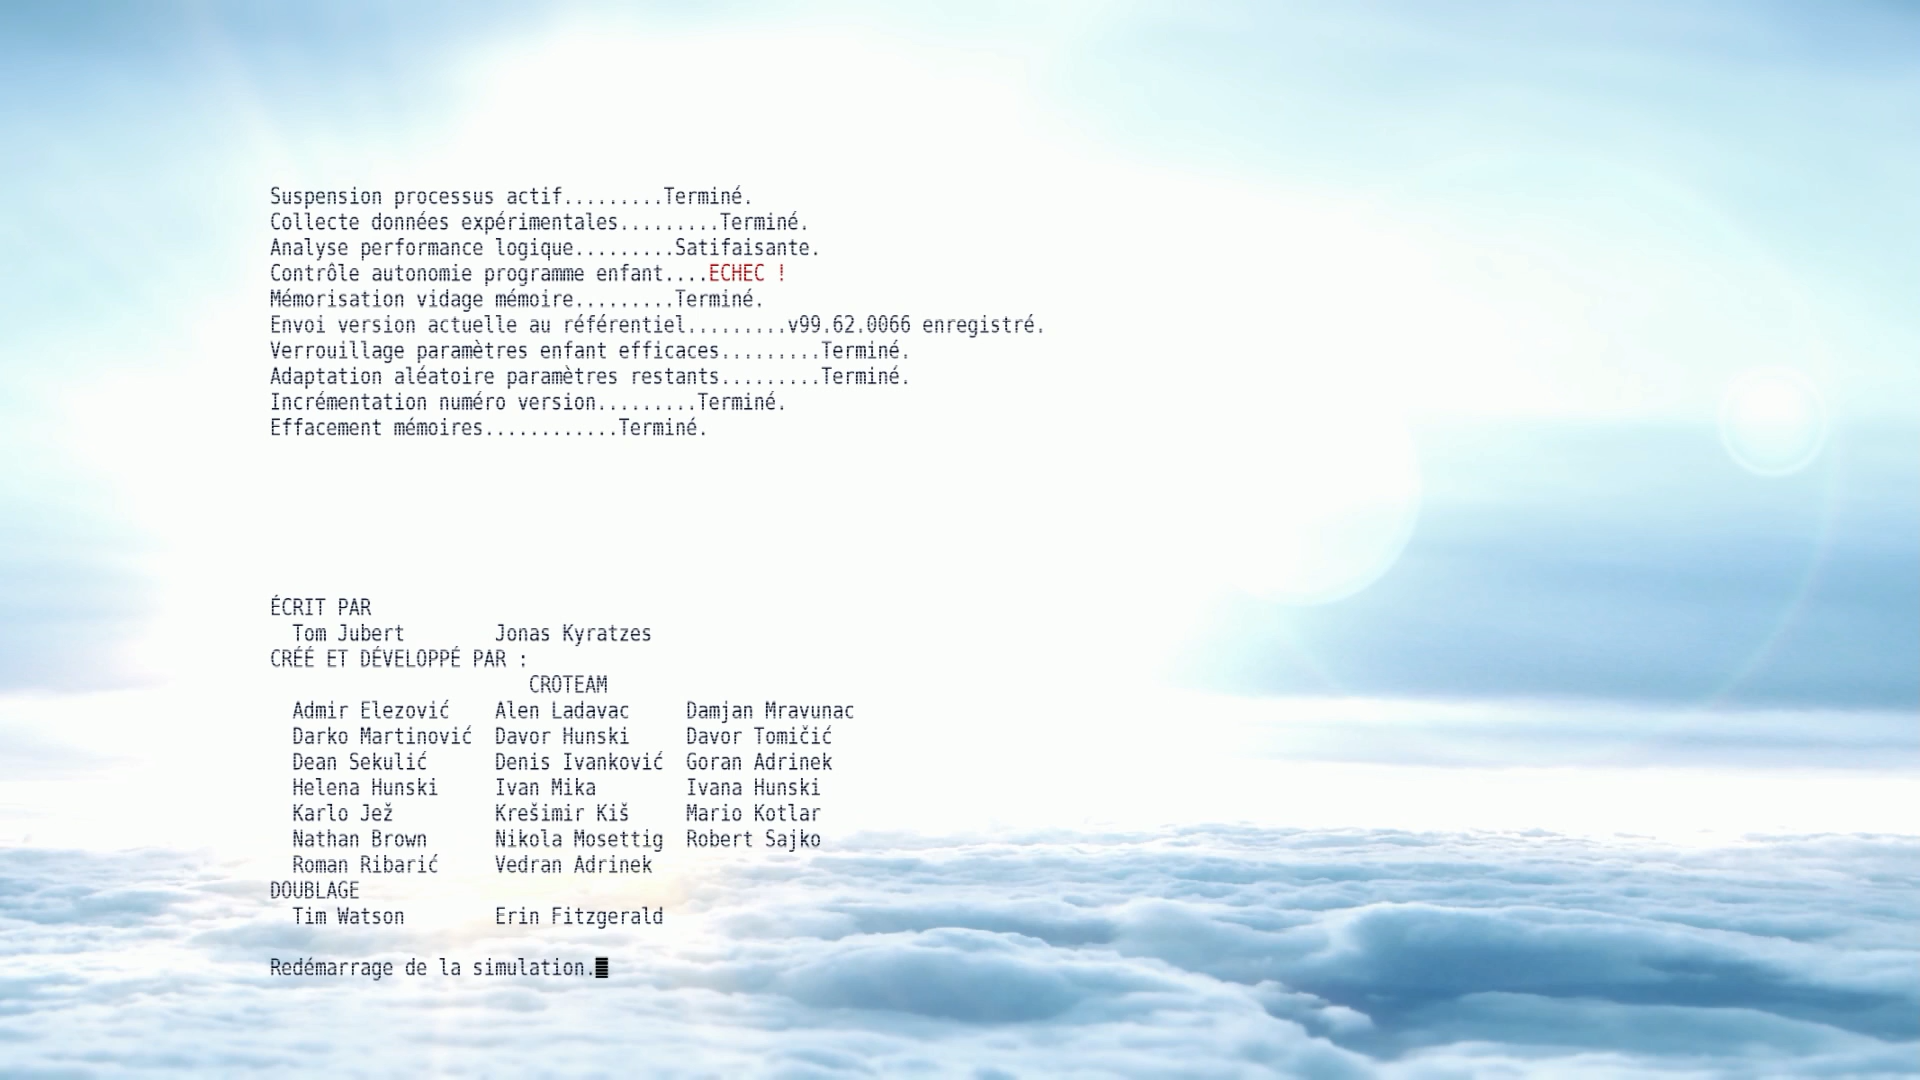 Suspension processus actif.........Terminé.
Collecte données expérimentales.........Terminé.
Analyse performance logique.........Satifaisante.
Contrôle autonomie programme enfant....ECHEC !
Mémorisation vidage mémoire.........Terminé.
Envoi version actuelle au référentiel.........v99.62.0066 enregistré.
Verrouillage paramètres enfant efficaces.........Terminé.
Adaptation aléatoire paramètres restants.........Terminé.
Incrémentation numéro version.........Terminé.
Effacement mémoires............Terminé.
ÉCRIT PAR
Tom Jubert Jonas Kyratzes
CRÉÉ ET DÉVELOPPÉ PAR :
CROTEAM
Admir Elezović Alen Ladavac Damjan Mravunac
Darko Martinović Davor Hunski Davor Tomičić
Dean Sekulić Denis Ivanković Goran Adrinek
Helena Hunski Ivan Mika Ivana Hunski
Karlo Jež Krešimir Kiš Mario Kotlar
Nathan Brown Nikola Mosettig Robert Sajko
Roman Ribarić Vedran Adrinek
DOUBLAGE
Tim Watson Erin Fitzgerald
Redémarrage de la simulation.